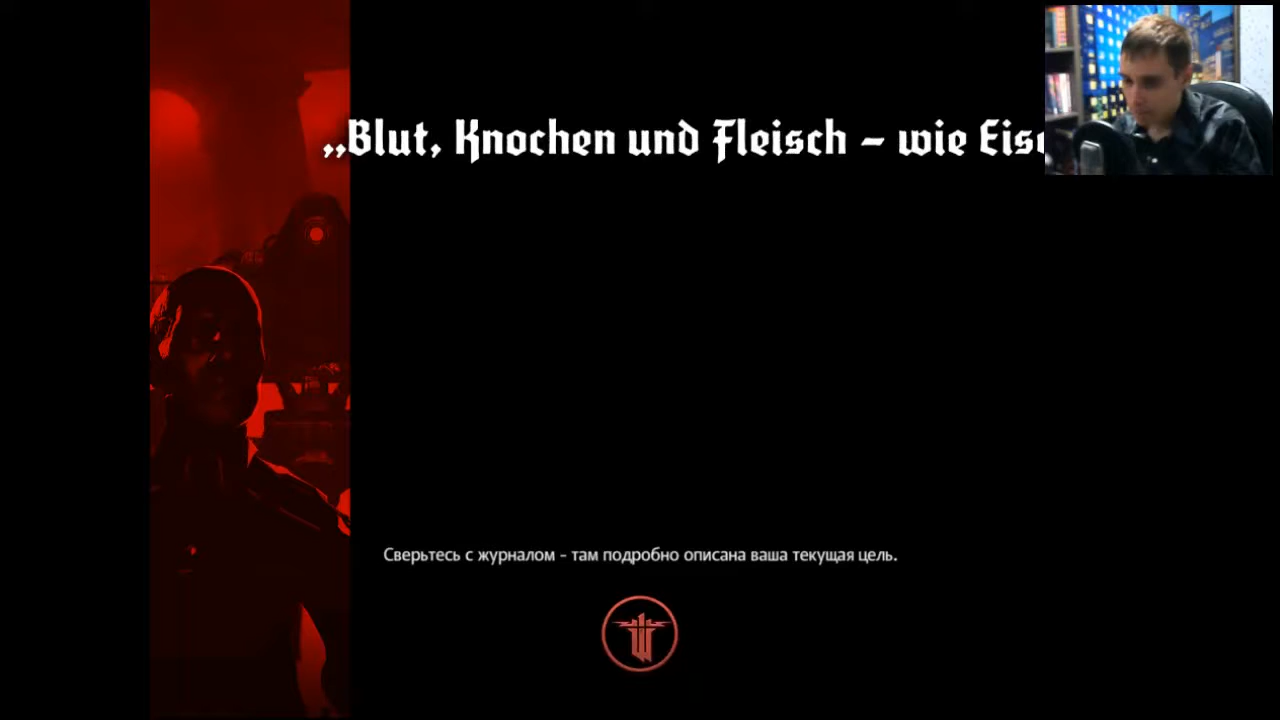 „Blut, Knochen und Fleisch – wie
Сверьтесь с журналом - там подробно описана ваша текущая цель.